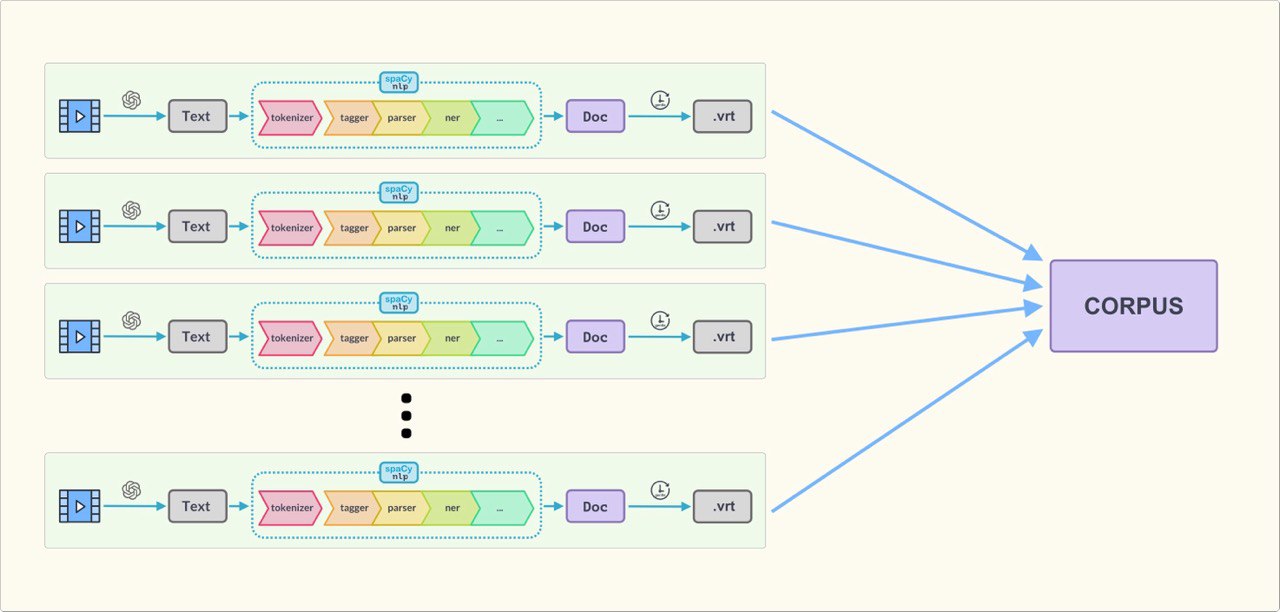 spaCy
nlp
Text
tokenizer
tagger
parser
ner
...
Doc
.vrt
spaCy
nlp
Text
tokenizer
tagger
parser
ner
...
Doc
.vrt
CORPUS
spaCy
nlp
Text
tokenizer
tagger
parser
ner
...
Doc
.vrt
spaCy
nlp
Text
tokenizer
tagger
parser
ner
...
Doc
.vrt